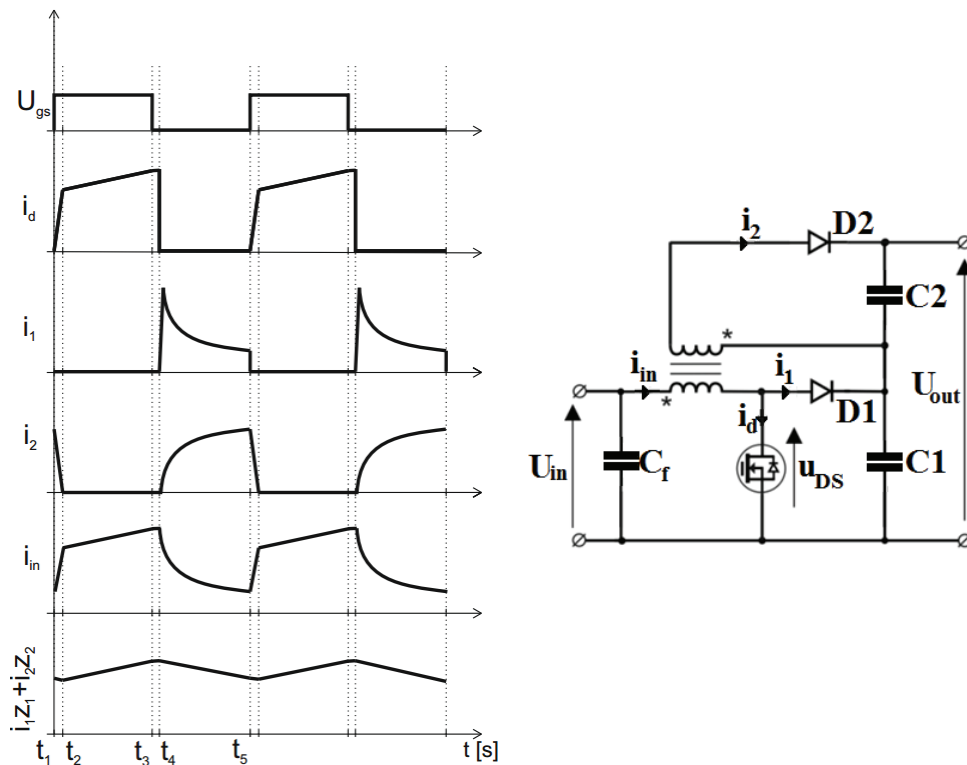 U_gs
i_d
i_1
i_2
i_in
i_1z_1+i_2z_2
t_1 t_2 t_3 t_4 t_5 t [s]
i_2 D2
*
C2
i_in i_1
* D1
i_d
U_in C_f u_DS C1 U_out